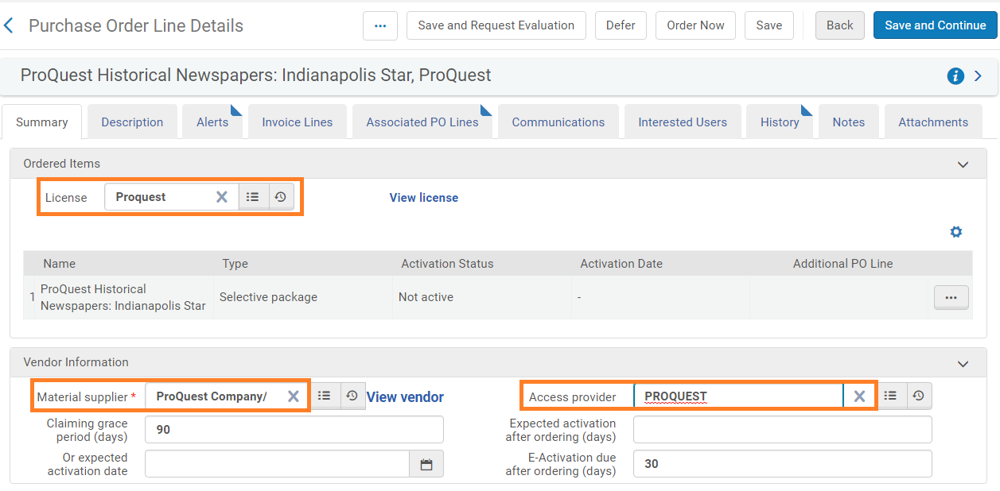 Purchase Order Line Details
... Save and Request Evaluation Defer Order Now Save Back Save and Continue
ProQuest Historical Newspapers: Indianapolis Star, ProQuest
Summary Description Alerts Invoice Lines Associated PO Lines Communications Interested Users History Notes Attachments
Ordered Items
License Proquest View license
Name Type Activation Status Activation Date Additional PO Line
1 ProQuest Historical Newspapers: Indianapolis Star Selective package Not active - ...
Vendor Information
Material supplier * ProQuest Company/ View vendor Access provider PROQUEST
Claiming grace period (days) 90 Expected activation after ordering (days)
Or expected activation date E-Activation due after ordering (days) 30